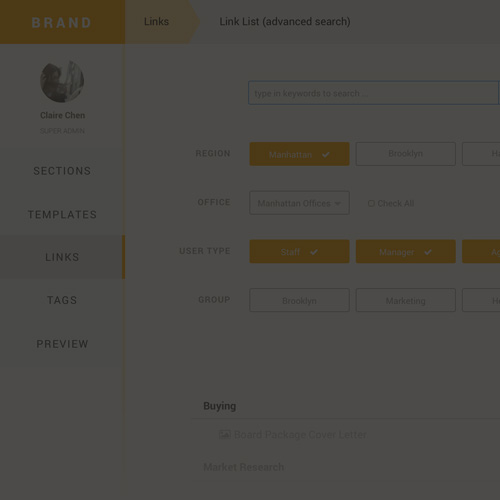 BRAND
Links
Link List (advanced search)
type in keywords to search...
Claire Chen
SUPER ADMIN
SECTIONS
TEMPLATES
LINKS
TAGS
PREVIEW
REGION
Manhattan
Brooklyn
OFFICE
Manhattan Offices
Check All
USER TYPE
Staff
Manager
GROUP
Brooklyn
Marketing
Buying
Board Package Cover Letter
Market Research